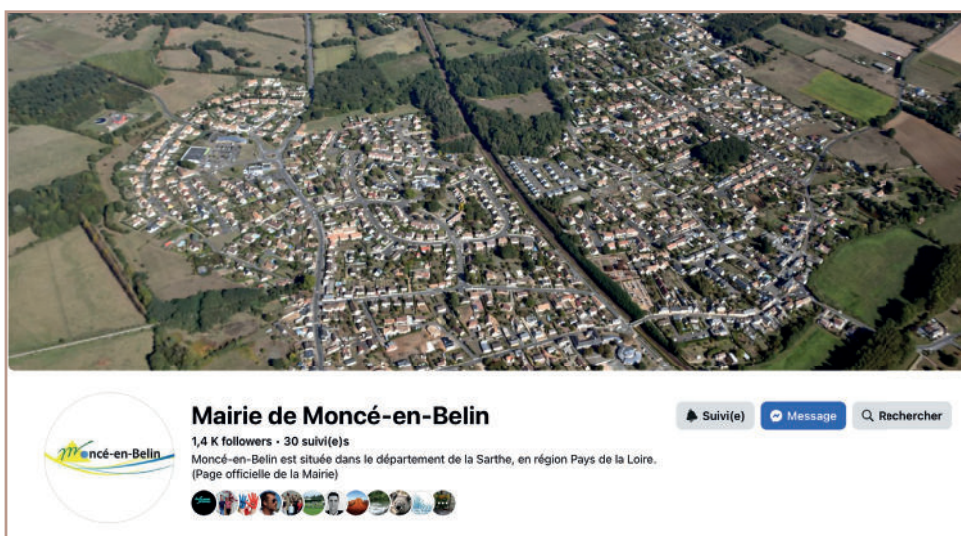 Mairie de Moncé-en-Belin
Suivi(e)
Message
Rechercher
1,4 K followers • 30 suivi(e)s
Moncé-en-Belin est située dans le département de la Sarthe, en région Pays de la Loire.
(Page officielle de la Mairie)
Moncé-en-Belin